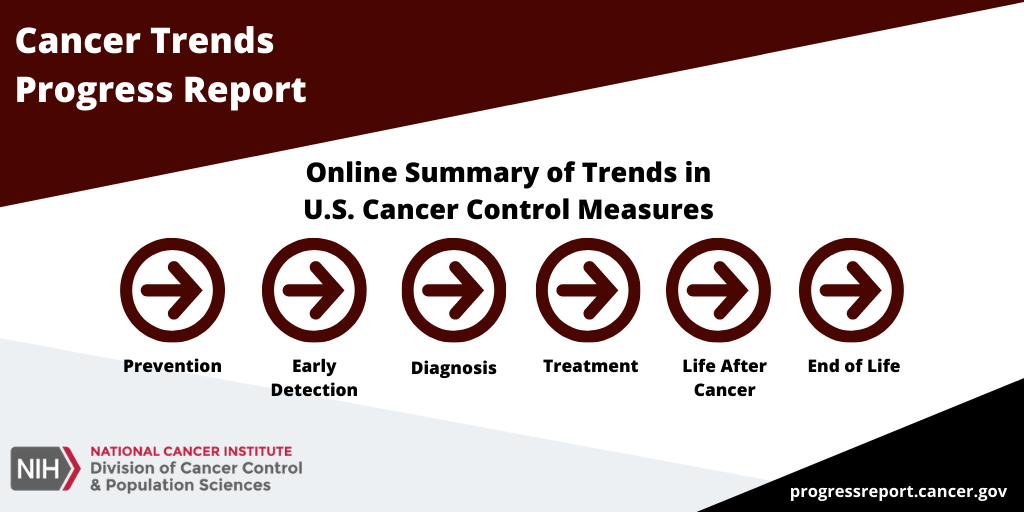 Cancer Trends
Progress Report
Online Summary of Trends in
U.S. Cancer Control Measures
Prevention
Early
Detection
Diagnosis
Treatment
Life After
Cancer
End of Life
NIH
NATIONAL CANCER INSTITUTE
Division of Cancer Control
& Population Sciences
progressreport.cancer.gov